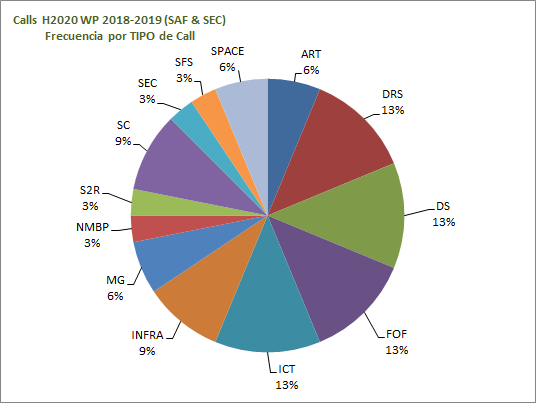 Calls H2020 WP 2018-2019 (SAF & SEC)
Frecuencia por TIPO de Call
ART
6%
DRS
13%
DS
13%
FOF
13%
ICT
13%
INFRA
9%
MG
6%
NMBP
3%
S2R
3%
SC
9%
SEC
3%
SFS
3%
SPACE
6%